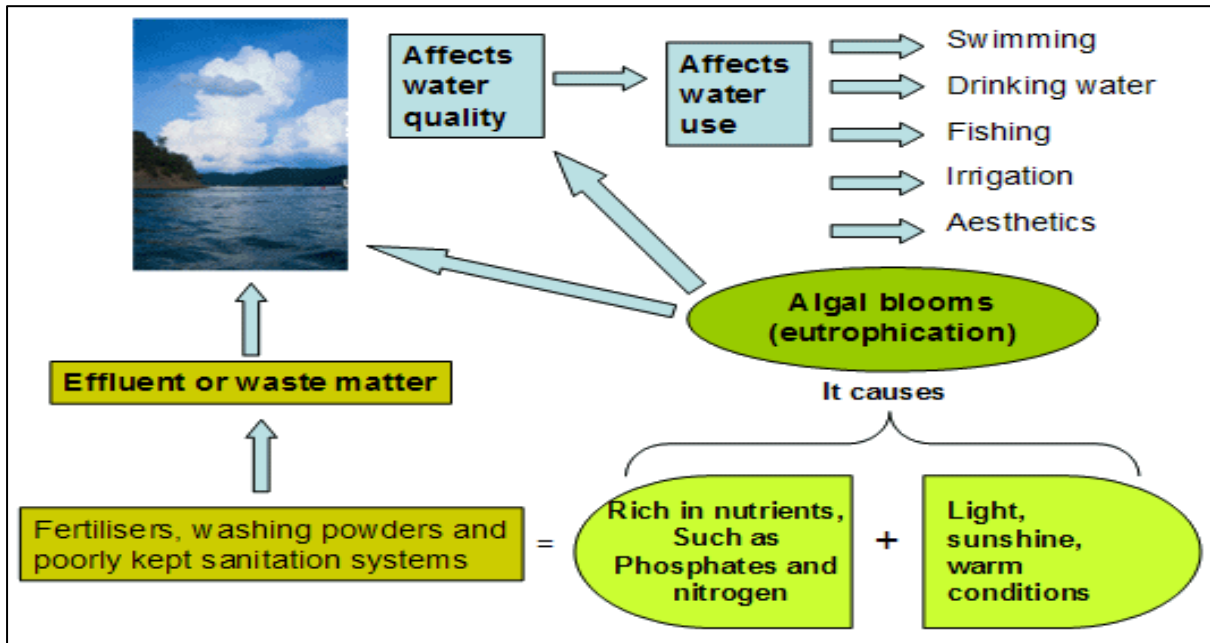 Affects
water
quality
Affects
water
use
Swimming
Drinking water
Fishing
Irrigation
Aesthetics
Algal blooms
(eutrophication)
It causes
Effluent or waste matter
Fertilisers, washing powders and
poorly kept sanitation systems
=
Rich in nutrients,
Such as
Phosphates and
nitrogen
+
Light,
sunshine,
warm
conditions